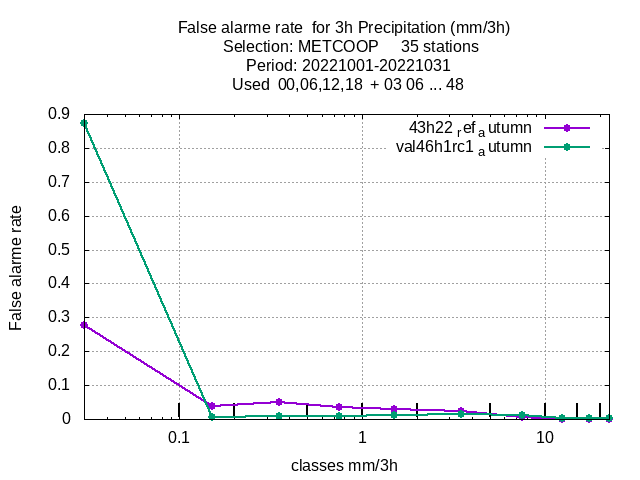 False alarme rate  for 3h Precipitation (mm/3h)
Selection: METCOOP     35 stations
Period: 20221001-20221031
Used  00,06,12,18  + 03 06 ... 48
43h22 ref a utumn
val46h1rc1 a utumn
0.9
0.8
0.7
0.6
0.5
0.4
0.3
0.2
0.1
0
False alarme rate
0.1 1 10
classes mm/3h